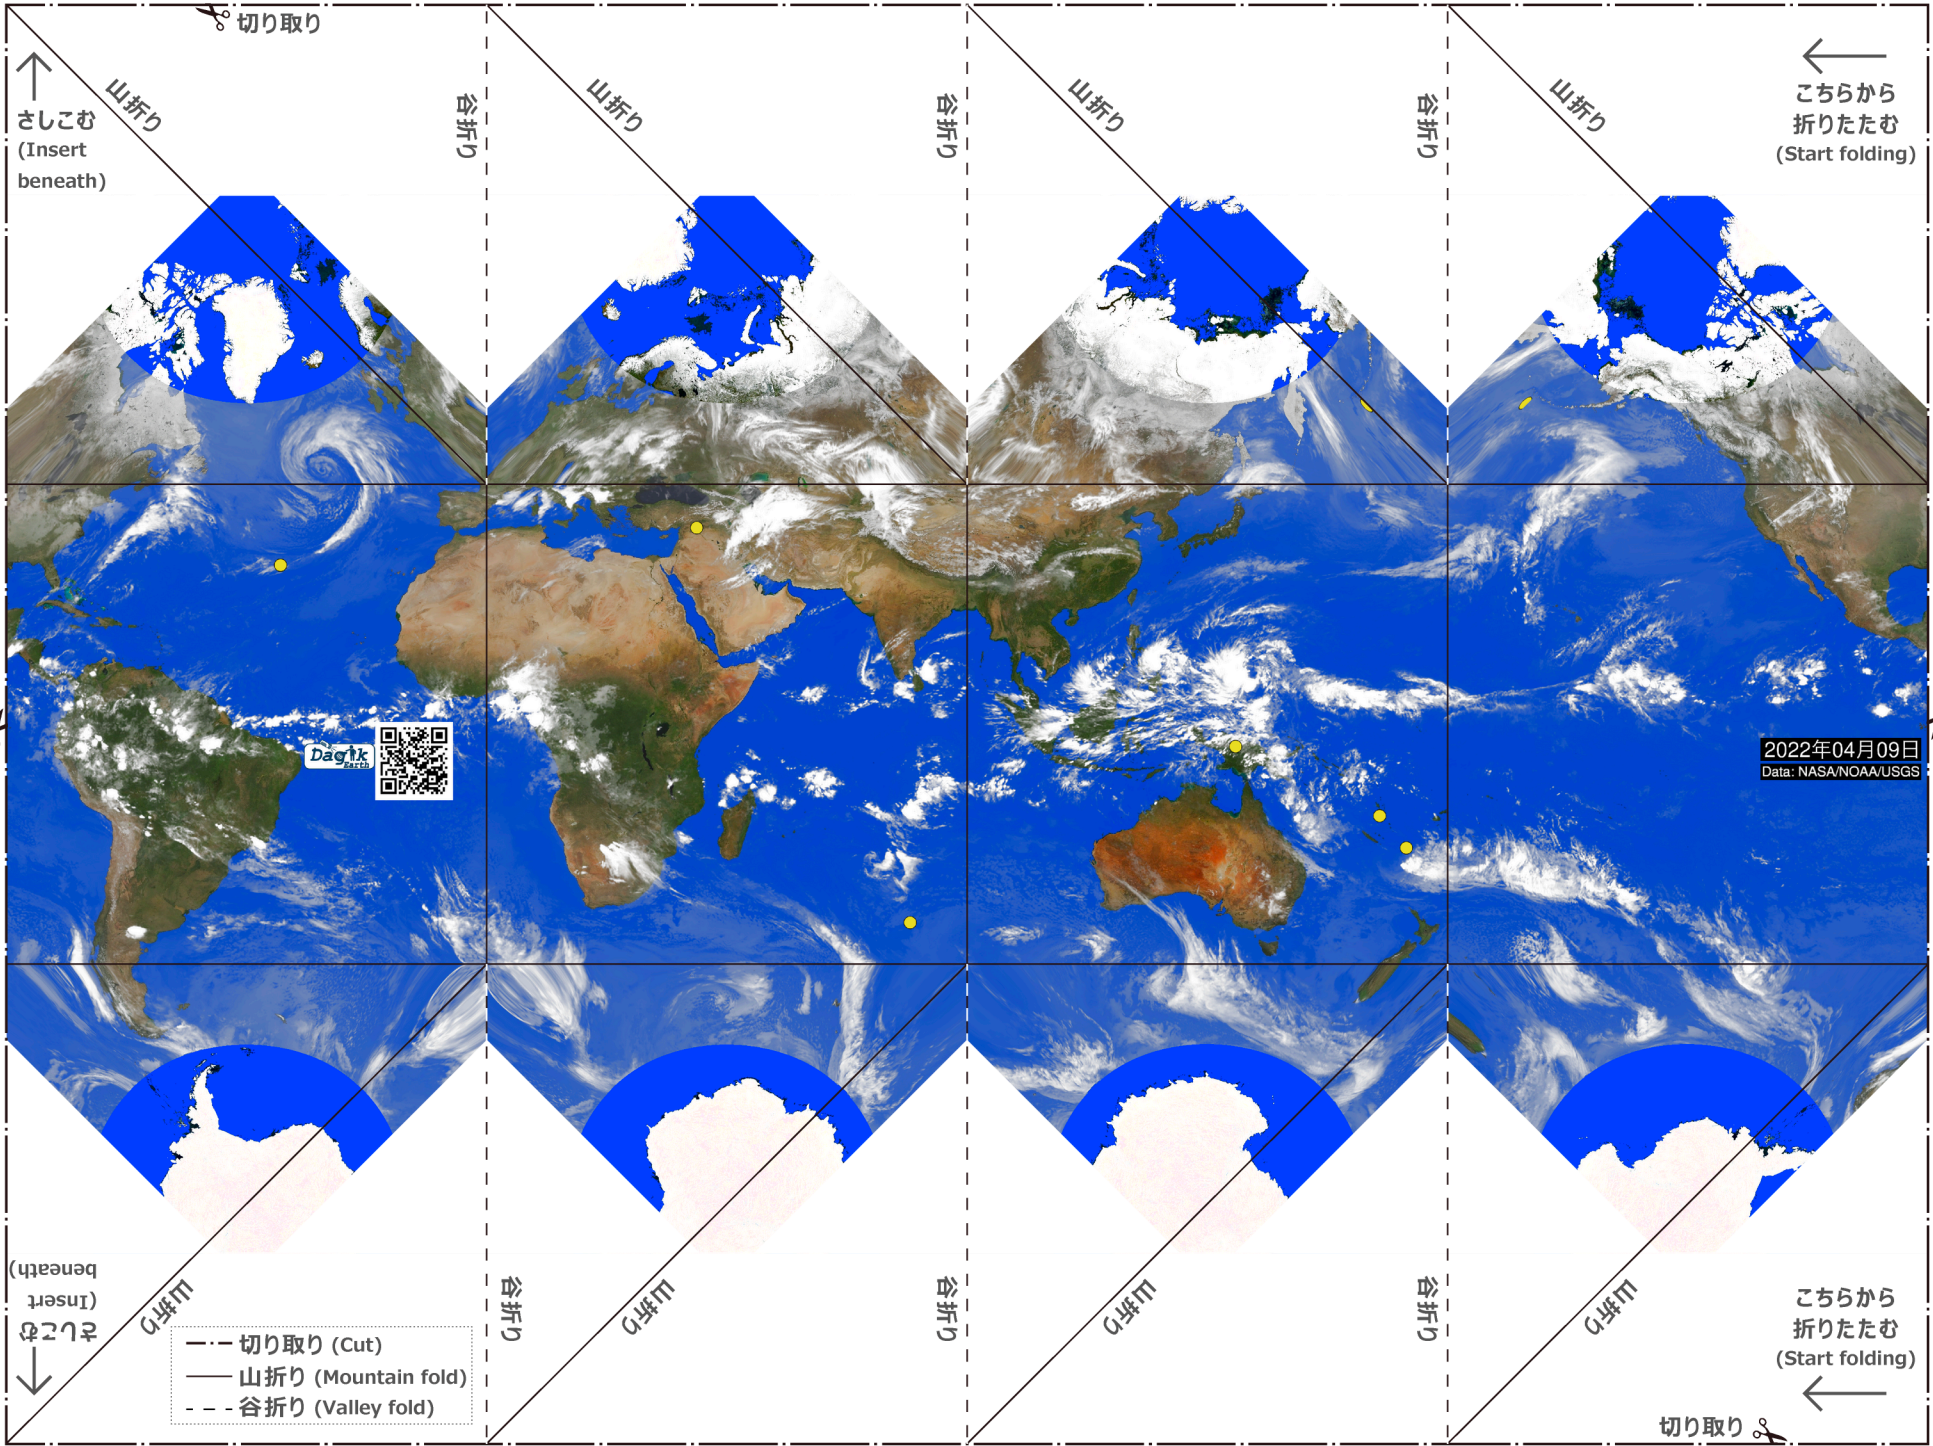 切り取り
さしこむ
(Insert
beneath)
山折り
谷折り
山折り
谷折り
山折り
谷折り
山折り
こちらから
折りたたむ
(Start folding)
Dagik
Earth
2022年04月09日
Data: NASA/NOAA/USGS
さしこむ
(Insert
beneath)
山折り
谷折り
山折り
谷折り
山折り
谷折り
山折り
こちらから
折りたたむ
(Start folding)
切り取り (Cut)
山折り (Mountain fold)
谷折り (Valley fold)
切り取り